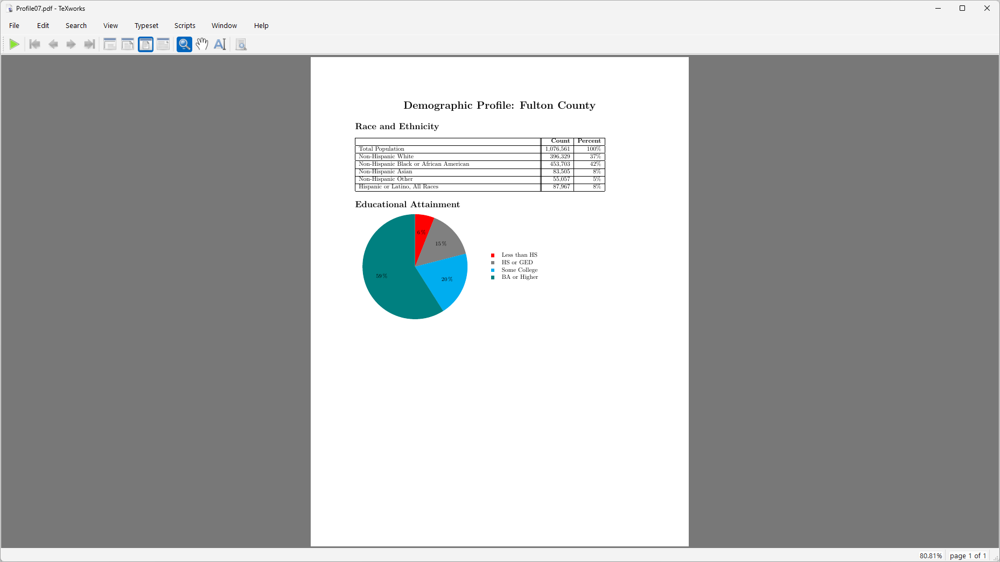 Profile07.pdf - TeXworks
File Edit Search View Typeset Scripts Window Help
Demographic Profile: Fulton County
Race and Ethnicity
Count Percent
Total Population 1,076,561 100%
Non-Hispanic White 396,329 37%
Non-Hispanic Black or African American 453,703 42%
Non-Hispanic Asian 83,505 8%
Non-Hispanic Other 55,057 5%
Hispanic or Latino, All Races 87,967 8%
Educational Attainment
6 %
15 %
20 %
59 %
Less than HS
HS or GED
Some College
BA or Higher
80.81% page 1 of 1